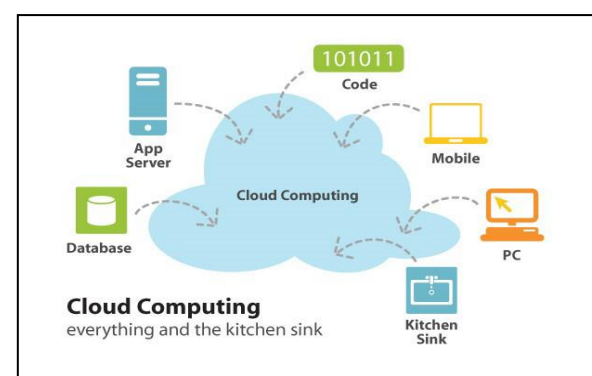 101011
Code
App
Server
Mobile
Cloud Computing
Database
PC
Kitchen
Sink
Cloud Computing
everything and the kitchen sink